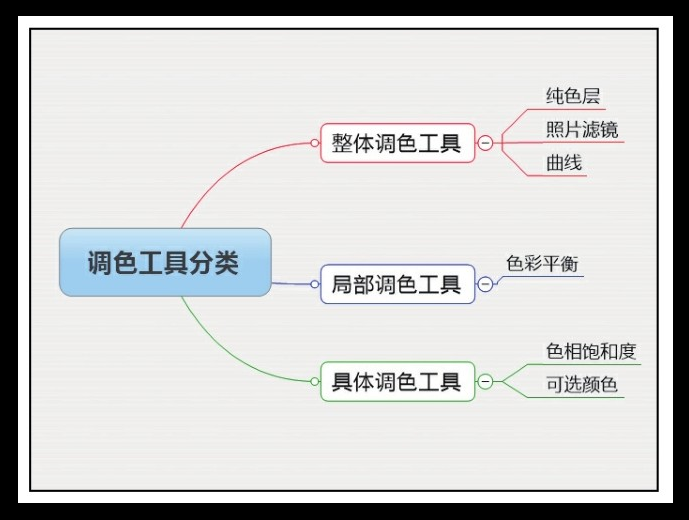 纯色层
照片滤镜
曲线
整体调色工具
调色工具分类
色彩平衡
局部调色工具
色相饱和度
可选颜色
具体调色工具